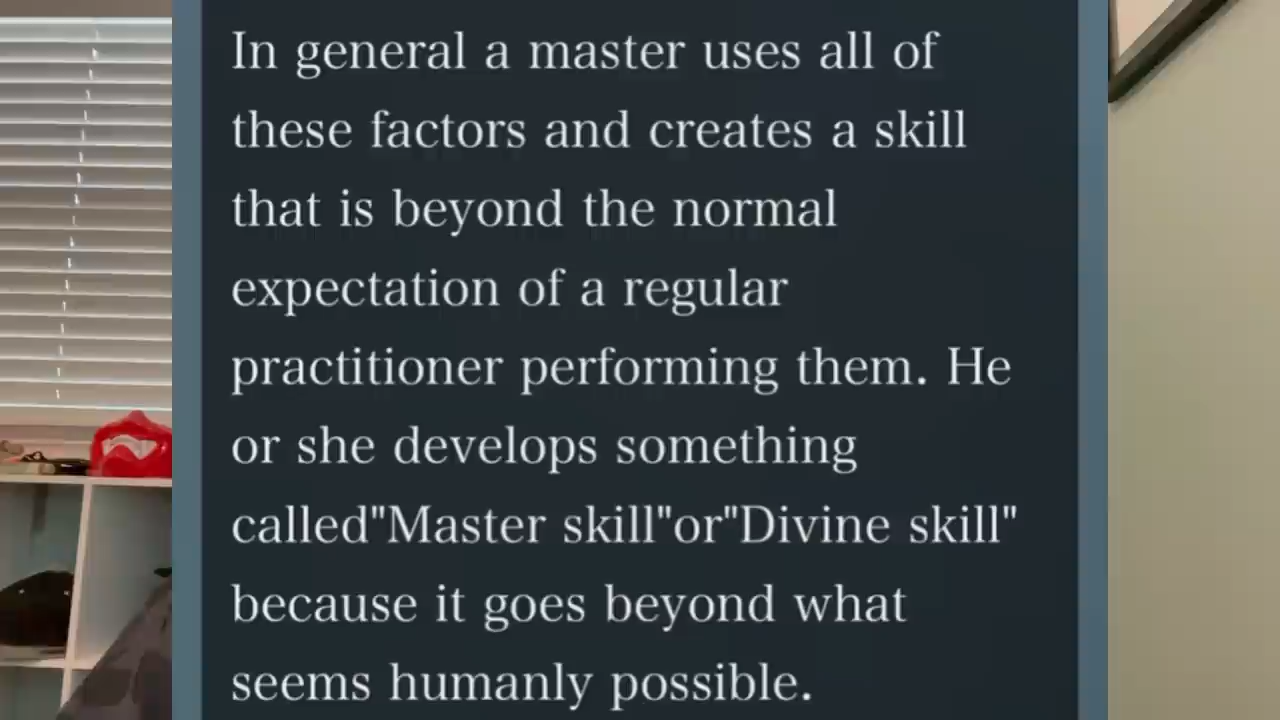 In general a master uses all of
these factors and creates a skill
that is beyond the normal
expectation of a regular
practitioner performing them. He
or she develops something
called"Master skill"or"Divine skill"
because it goes beyond what
seems humanly possible.